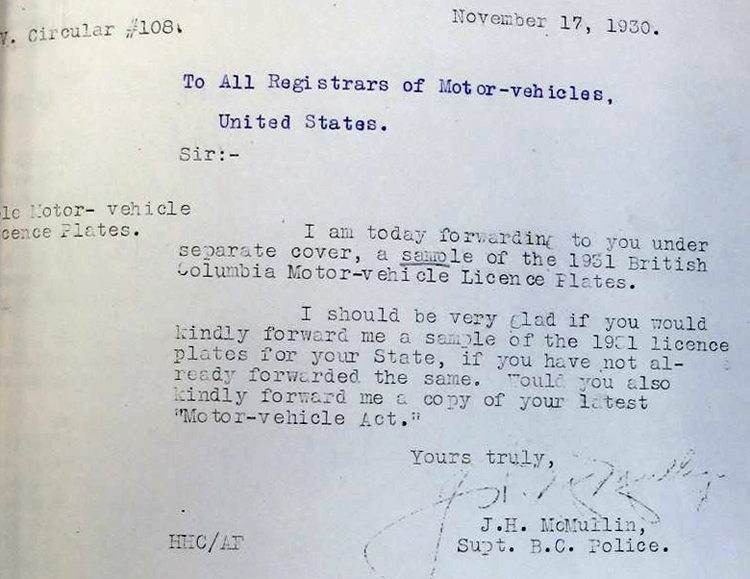 November 17, 1930.
V. Circular #108
To All Registrars of Motor-vehicles,
United States.
Sir:-
Motor- vehicle
cence Plates.
I am today forwarding to you under
separate cover, a sample of the 1931 British
Columbia Motor-vehicle Licence Plates.
I should be very glad if you would
kindly forward me a sample of the 1931 licence
plates for your State, if you have not al-
ready forwarded the same. Would you also
kindly forward me a copy of your latest
"Motor-vehicle Act."
Yours truly,
J.H. McMullin,
Supt. B.C. Police.
HHC/AF